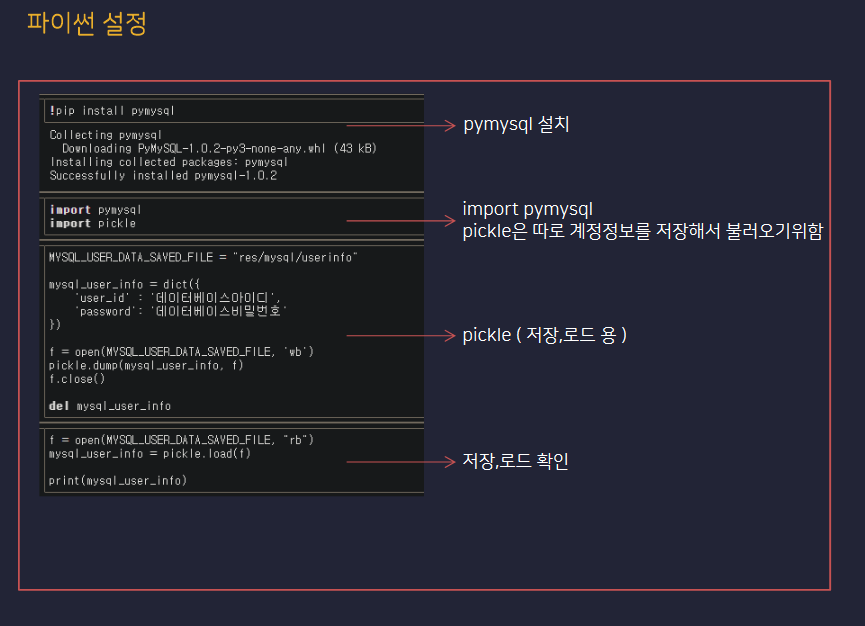 파이썬 설정
!pip install pymysql
Collecting pymysql
Downloading PyMySQL-1.0.2-py3-none-any.whl (43 kB)
Installing collected packages: pymysql
Successfully installed pymysql-1.0.2
pymysql 설치
import pymysql
import pickle
import pymysql
pickle은 따로 계정정보를 저장해서 불러오기위함
MYSQL_USER_DATA_SAVED_FILE = "res/mysql/userinfo"
mysql_user_info = dict({
'user_id' : '데이터베이스아이디',
'password': '데이터베이스비밀번호'
})
f = open(MYSQL_USER_DATA_SAVED_FILE, 'wb')
pickle.dump(mysql_user_info, f)
f.close()
del mysql_user_info
pickle ( 저장,로드 용 )
f = open(MYSQL_USER_DATA_SAVED_FILE, "rb")
mysql_user_info = pickle.load(f)
print(mysql_user_info)
저장,로드 확인